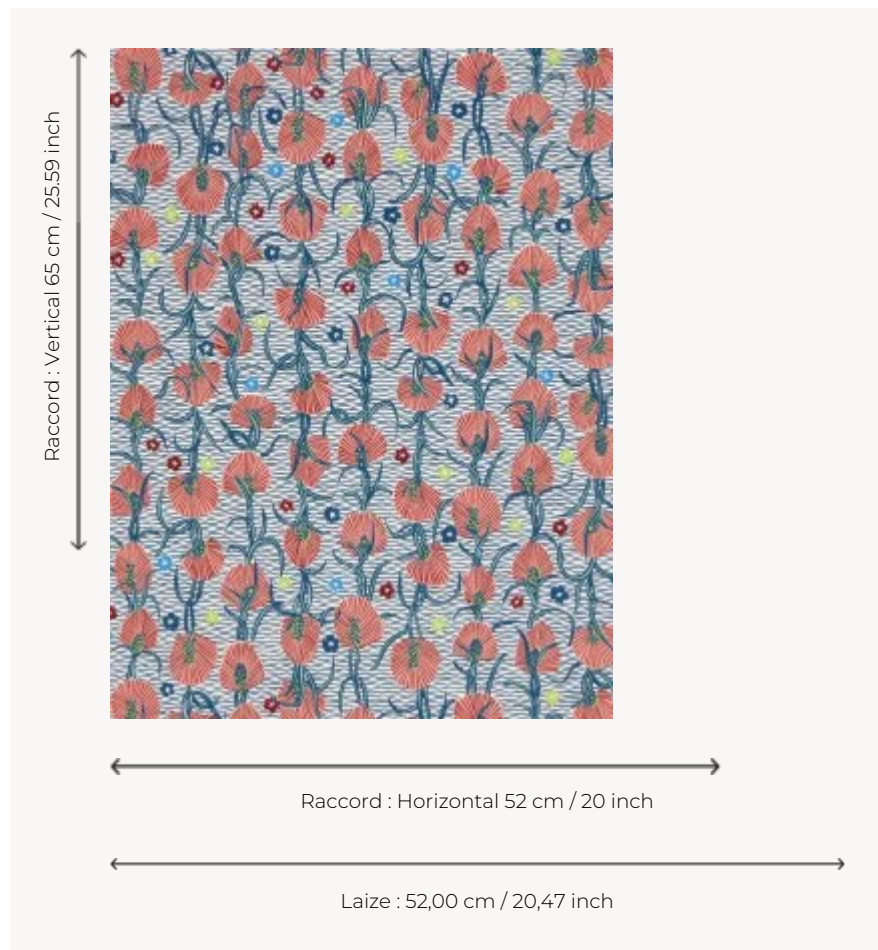 Raccord : Vertical 65 cm / 25.59 inch
Raccord : Horizontal 52 cm / 20 inch
Laize : 52,00 cm / 20,47 inch